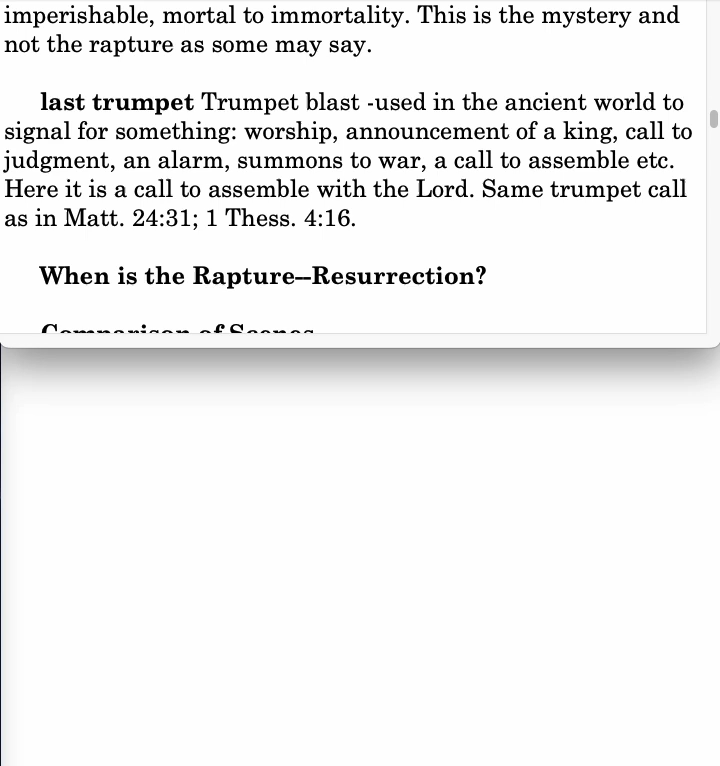 imperishable, mortal to immortality. This is the mystery and
not the rapture as some may say.
last trumpet Trumpet blast -used in the ancient world to
signal for something: worship, announcement of a king, call to
judgment, an alarm, summons to war, a call to assemble etc.
Here it is a call to assemble with the Lord. Same trumpet call
as in Matt. 24:31; 1 Thess. 4:16.
When is the Rapture--Resurrection?
Comparison of Scenes